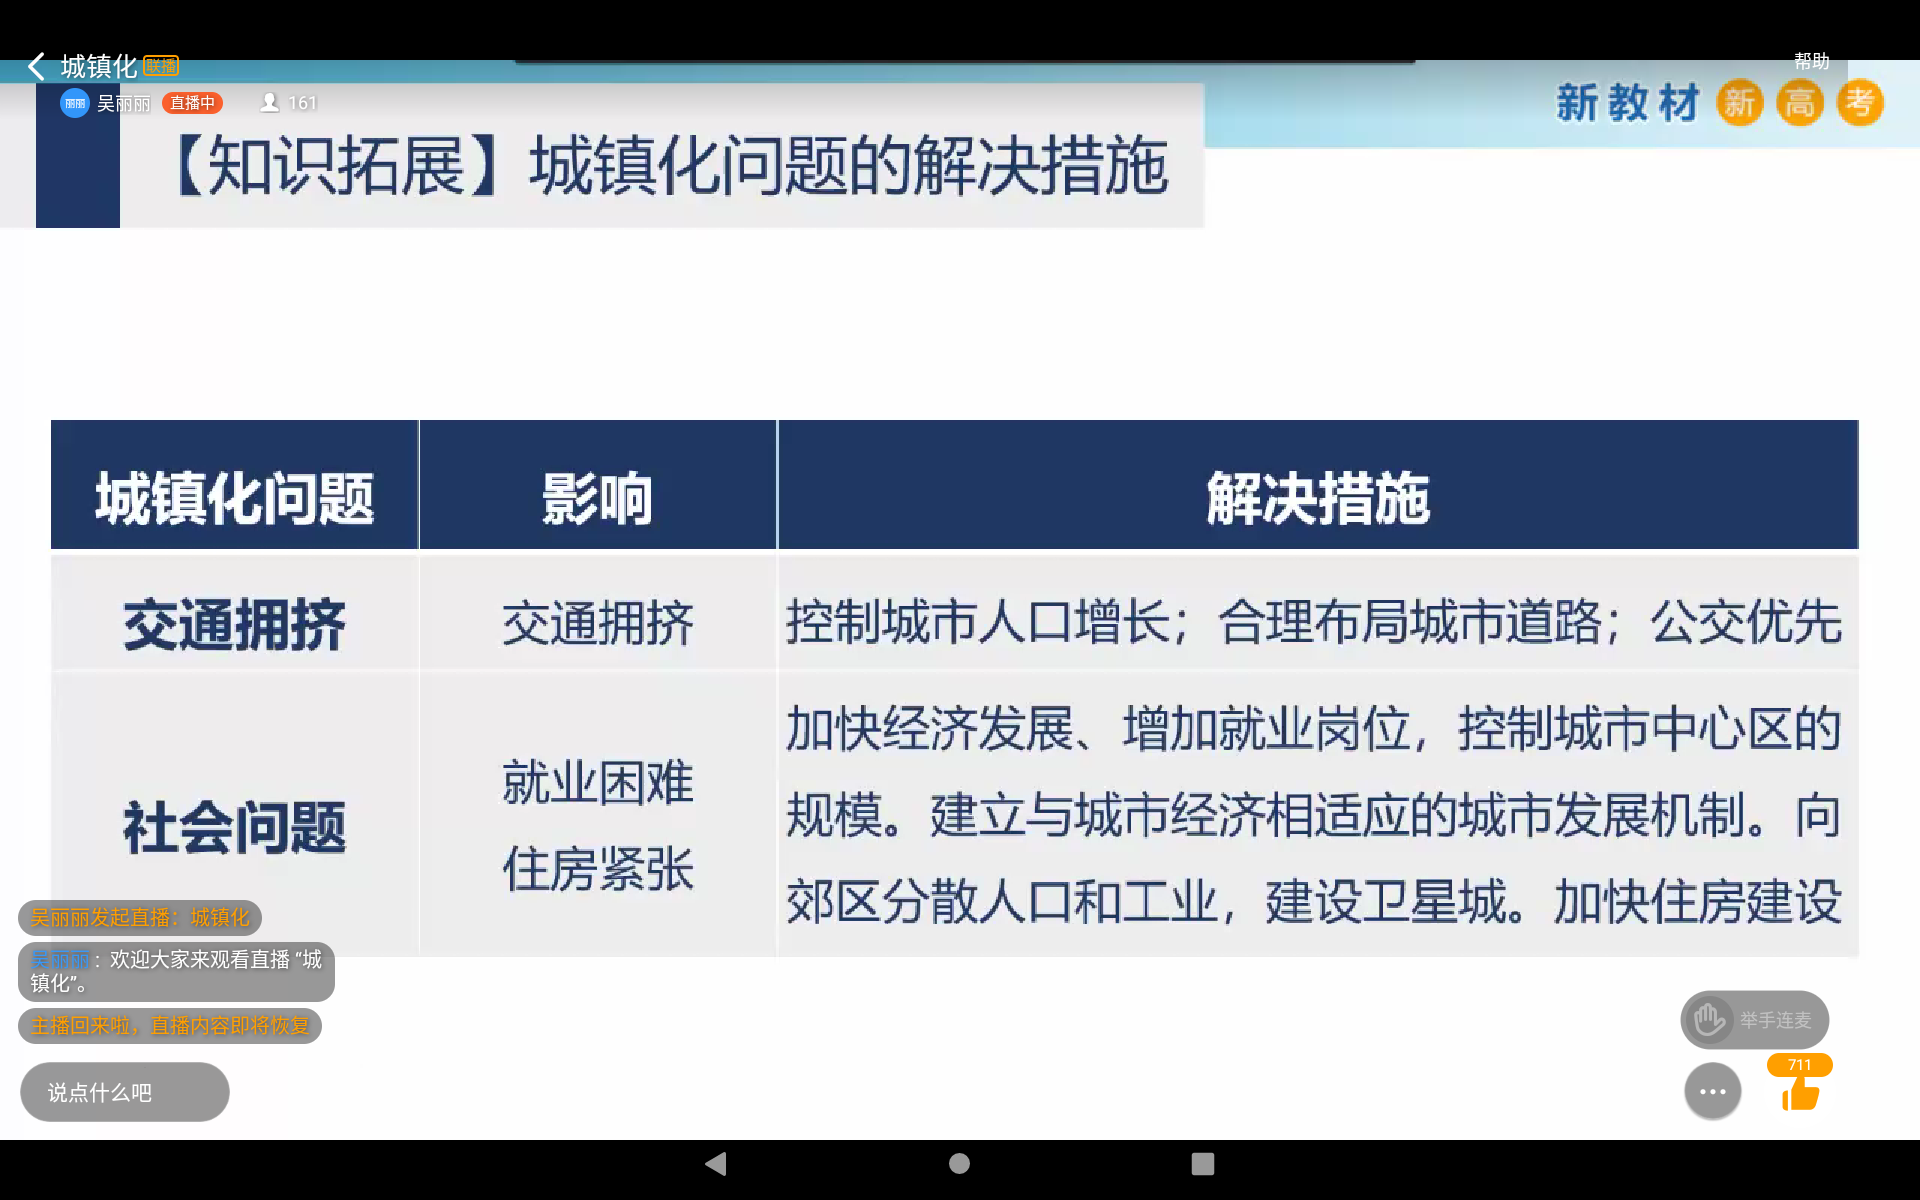 城镇化 联播
帮助
丽丽 吴丽丽 直播中 161
新教材 新高考
【知识拓展】城镇化问题的解决措施
城镇化问题 影响 解决措施
交通拥挤 交通拥挤 控制城市人口增长；合理布局城市道路；公交优先
社会问题
就业困难
住房紧张
加快经济发展、增加就业岗位，控制城市中心区的
规模。建立与城市经济相适应的城市发展机制。向
郊区分散人口和工业，建设卫星城。加快住房建设
吴丽丽发起直播：城镇化
吴丽丽：欢迎大家来观看直播 “城
镇化”。
主播回来啦，直播内容即将恢复
说点什么吧
举手连麦
711